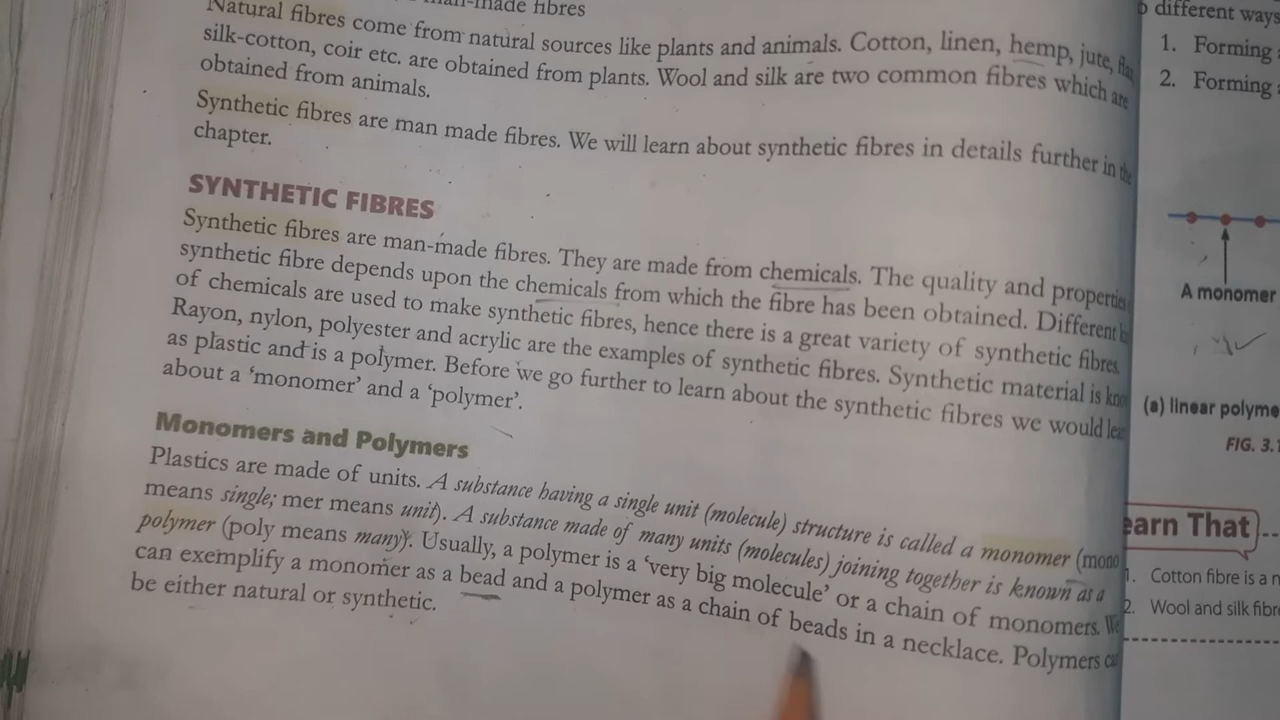 man-made fibres
Natural fibres come from natural sources like plants and animals. Cotton, linen, hemp, jute, flax
silk-cotton, coir etc. are obtained from plants. Wool and silk are two common fibres which are
obtained from animals.
Synthetic fibres are man made fibres. We will learn about synthetic fibres in details further in the
chapter.
SYNTHETIC FIBRES
Synthetic fibres are man-made fibres. They are made from chemicals. The quality and properties
synthetic fibre depends upon the chemicals from which the fibre has been obtained. Different
of chemicals are used to make synthetic fibres, hence there is a great variety of synthetic fibres.
Rayon, nylon, polyester and acrylic are the examples of synthetic fibres. Synthetic material is
as plastic and is a polymer. Before we go further to learn about the synthetic fibres we would
about a ‘monomer’ and a ‘polymer’.
Monomers and Polymers
Plastics are made of units. A substance having a single unit (molecule) structure is called a monomer (mono
means single; mer means unit). A substance made of many units (molecules) joining together is known as a
polymer (poly means many). Usually, a polymer is a ‘very big molecule’ or a chain of monomers. We
can exemplify a monomer as a bead and a polymer as a chain of beads in a necklace. Polymers
be either natural or synthetic.
different ways
1. Forming
2. Forming
A monomer
(a) linear polyme
FIG. 3.1
earn That
1. Cotton fibre is a
2. Wool and silk fibr